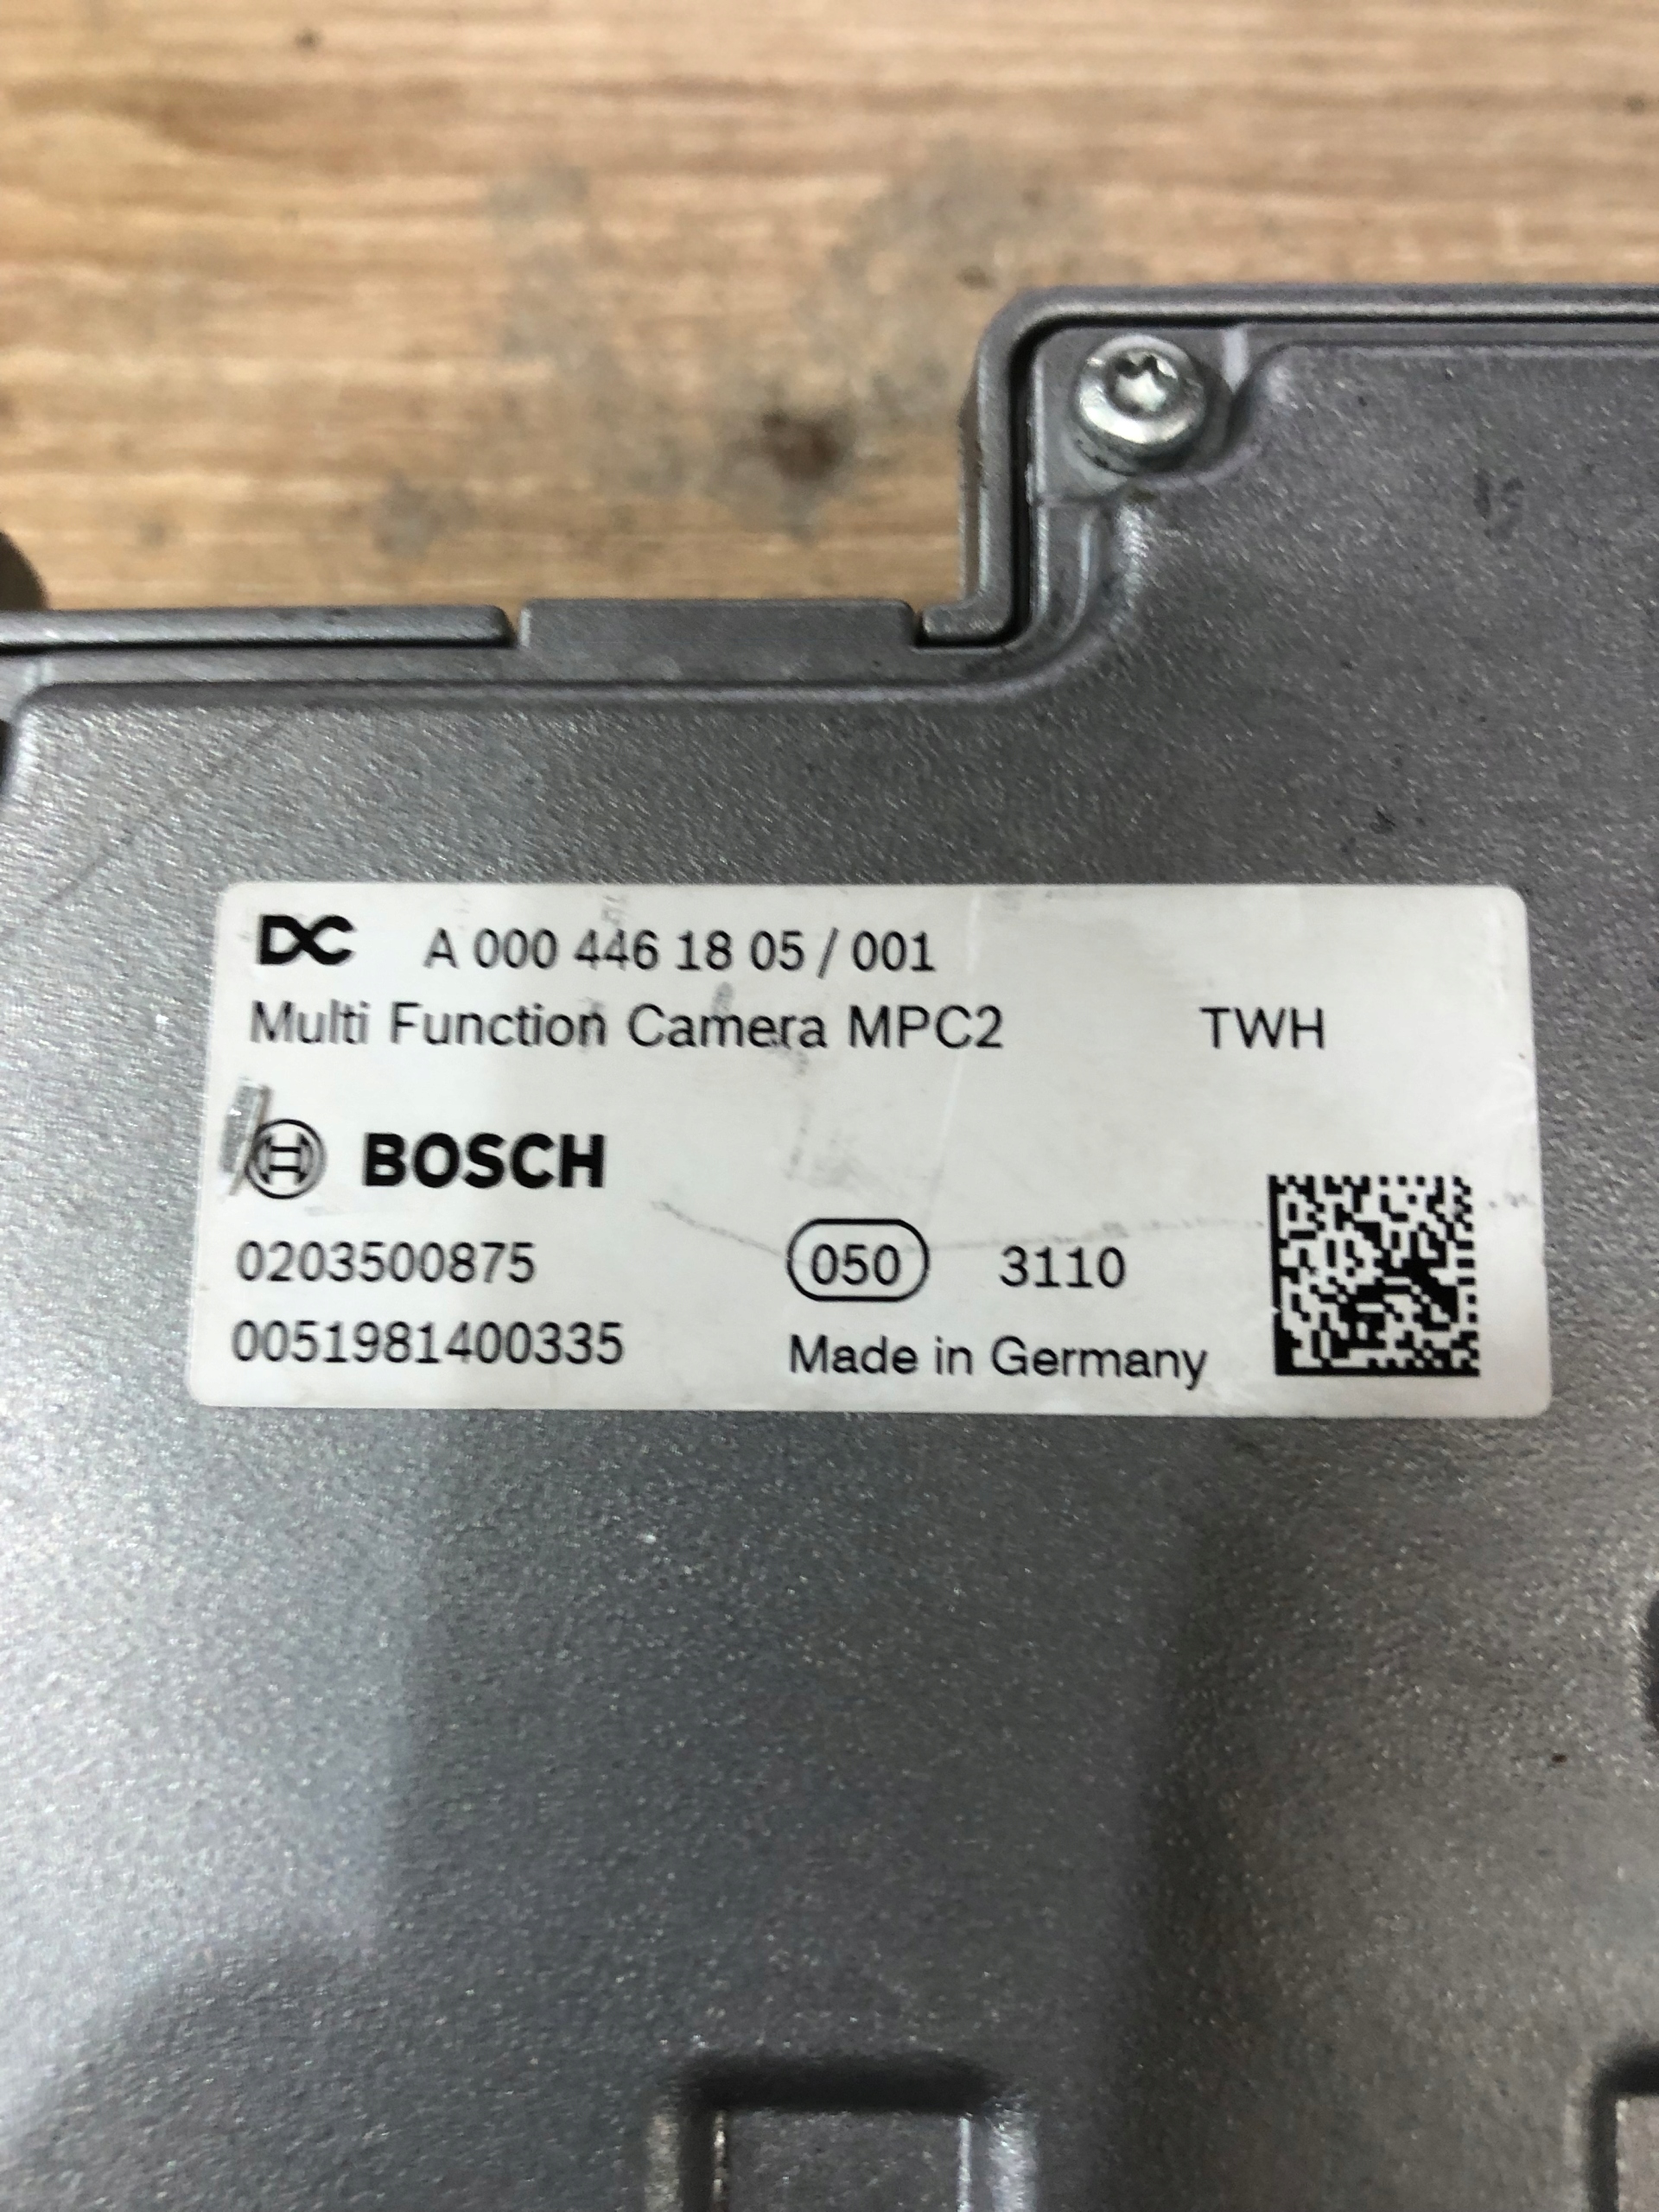 DC A 000 446 18 05 / 001
Multi Function Camera MPC2 TWH
BOSCH
0203500875 050 3110
0051981400335 Made in Germany